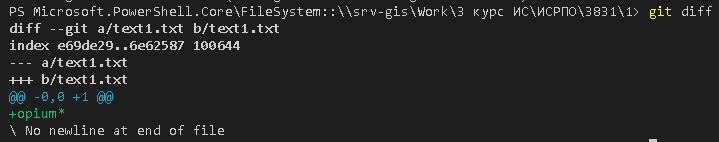 PS Microsoft.PowerShell.Core\FileSystem::\\srv-gis\Work\3 курс ИС\ИСРПО\3831\1> git diff
diff --git a/text1.txt b/text1.txt
index e69de29..6e62587 100644
--- a/text1.txt
+++ b/text1.txt
@@ -0,0 +1 @@
+opium*
\ No newline at end of file